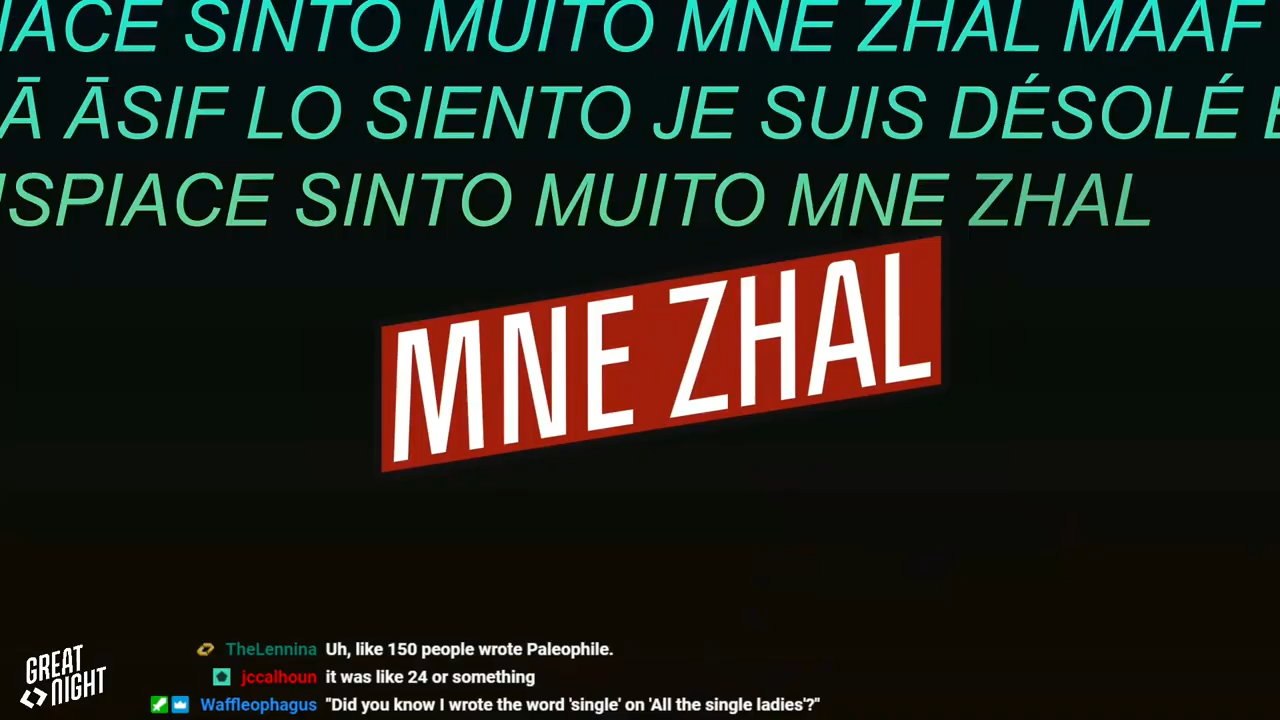 IACE SINTO MUITO MNE ZHAL MAAF
Ā ĀSIF LO SIENTO JE SUIS DÉSOLÉ E
ISPIACE SINTO MUITO MNE ZHAL
MNE ZHAL
TheLennina Uh, like 150 people wrote Paleophile.
jccalhoun it was like 24 or something
Waffleophagus "Did you know I wrote the word 'single' on 'All the single ladies'?"
GREAT
NIGHT